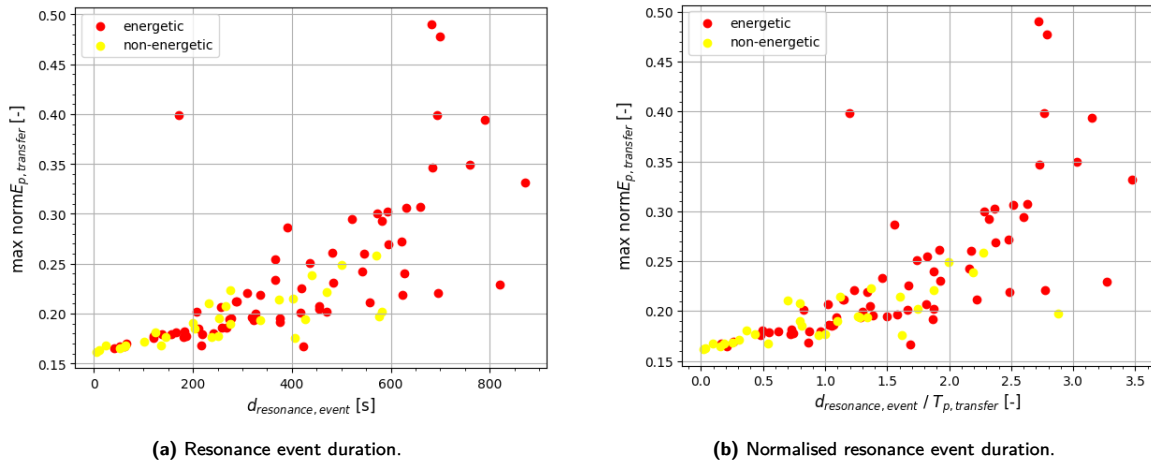 0.50
0.45
0.40
0.35
0.30
0.25
0.20
0.15
max normE_{p,transfer} [-]
energetic
non-energetic
0 200 400 600 800
d_{resonance,event} [s]
(a) Resonance event duration.
0.50
0.45
0.40
0.35
0.30
0.25
0.20
0.15
max normE_{p,transfer} [-]
energetic
non-energetic
0.0 0.5 1.0 1.5 2.0 2.5 3.0 3.5
d_{resonance,event} / T_{p,transfer} [-]
(b) Normalised resonance event duration.